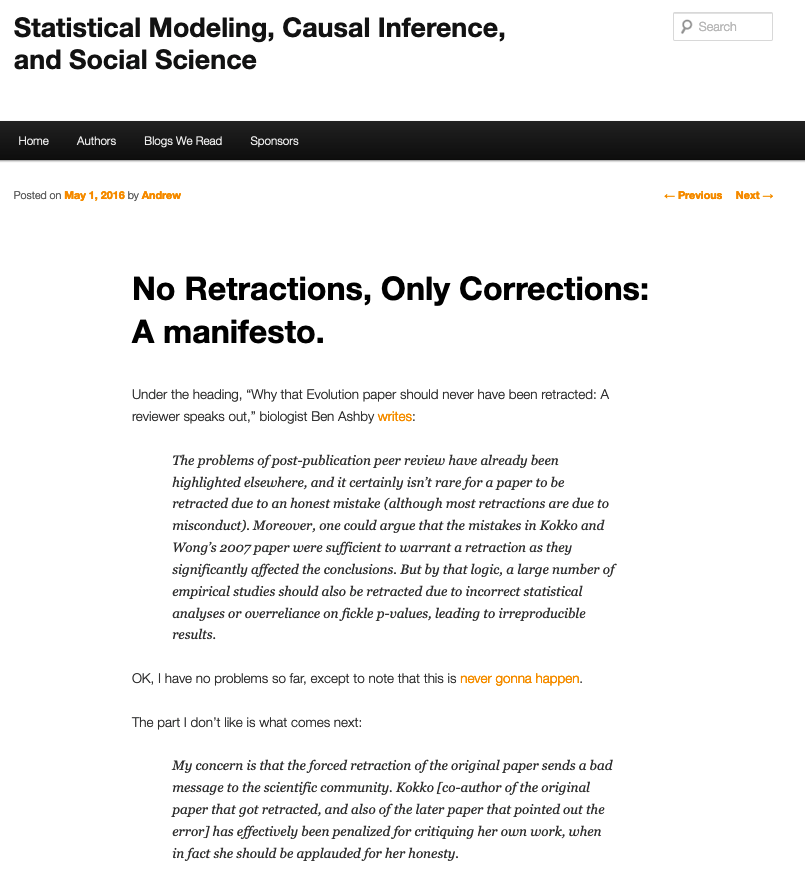 Statistical Modeling, Causal Inference,
and Social Science
Search
Home Authors Blogs We Read Sponsors
Posted on May 1, 2016 by Andrew
← Previous Next →
No Retractions, Only Corrections:
A manifesto.
Under the heading, “Why that Evolution paper should never have been retracted: A
reviewer speaks out,” biologist Ben Ashby writes:
The problems of post-publication peer review have already been
highlighted elsewhere, and it certainly isn’t rare for a paper to be
retracted due to an honest mistake (although most retractions are due to
misconduct). Moreover, one could argue that the mistakes in Kokko and
Wong’s 2007 paper were sufficient to warrant a retraction as they
significantly affected the conclusions. But by that logic, a large number of
empirical studies should also be retracted due to incorrect statistical
analyses or overreliance on fickle p-values, leading to irreproducible
results.
OK, I have no problems so far, except to note that this is never gonna happen.
The part I don’t like is what comes next:
My concern is that the forced retraction of the original paper sends a bad
message to the scientific community. Kokko [co-author of the original
paper that got retracted, and also of the later paper that pointed out the
error] has effectively been penalized for critiquing her own work, when
in fact she should be applauded for her honesty.